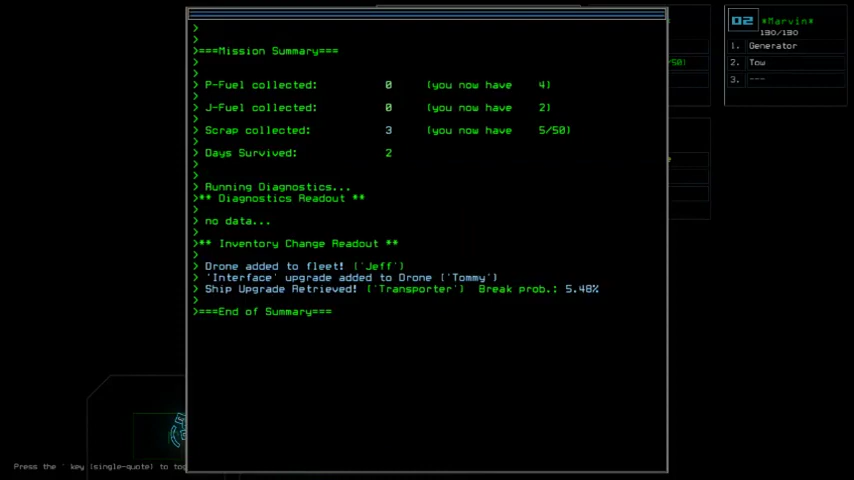 >
>
>===Mission Summary===
>
>
> P-Fuel collected: 0 (you now have 4)
>
> J-Fuel collected: 0 (you now have 2)
>
> Scrap collected: 3 (you now have 5/50)
>
> Days Survived: 2
>
>
> Running Diagnostics...
>** Diagnostics Readout **
>
> no data...
>
>** Inventory Change Readout **
>
> Drone added to fleet! ('Jeff')
> 'Interface' upgrade added to Drone ('Tommy')
> Ship Upgrade Retrieved! ('Transporter') Break prob.: 5.48%
>
>===End of Summary===
02 *Marvin*
130/130
1. Generator
2. Tow
3. ---
/50)
Press the ' key (single-quote) to tog